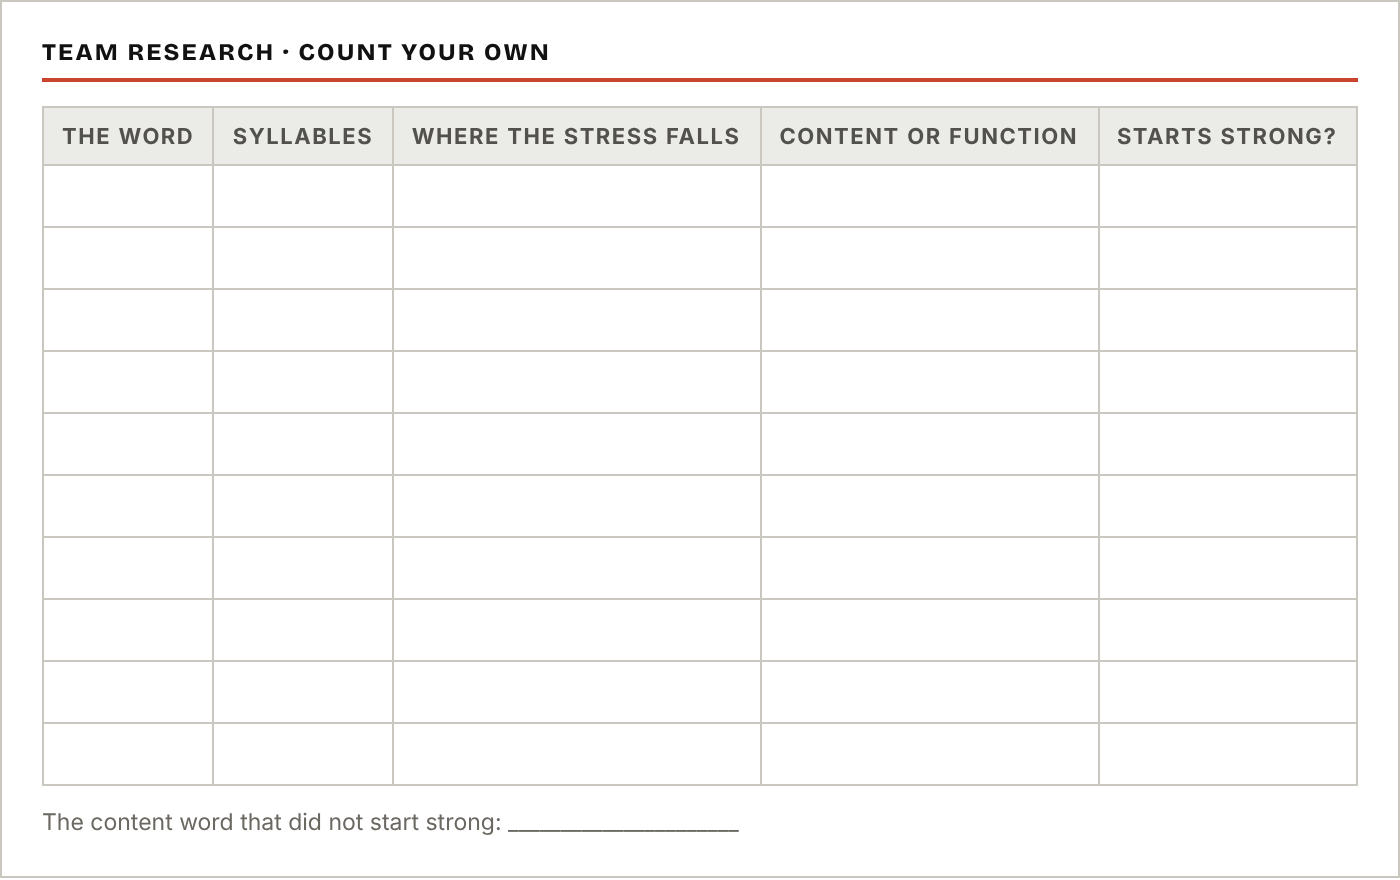 TEAM RESEARCH · COUNT YOUR OWN
THE WORD SYLLABLES WHERE THE STRESS FALLS CONTENT OR FUNCTION STARTS STRONG?
The content word that did not start strong: ____________________